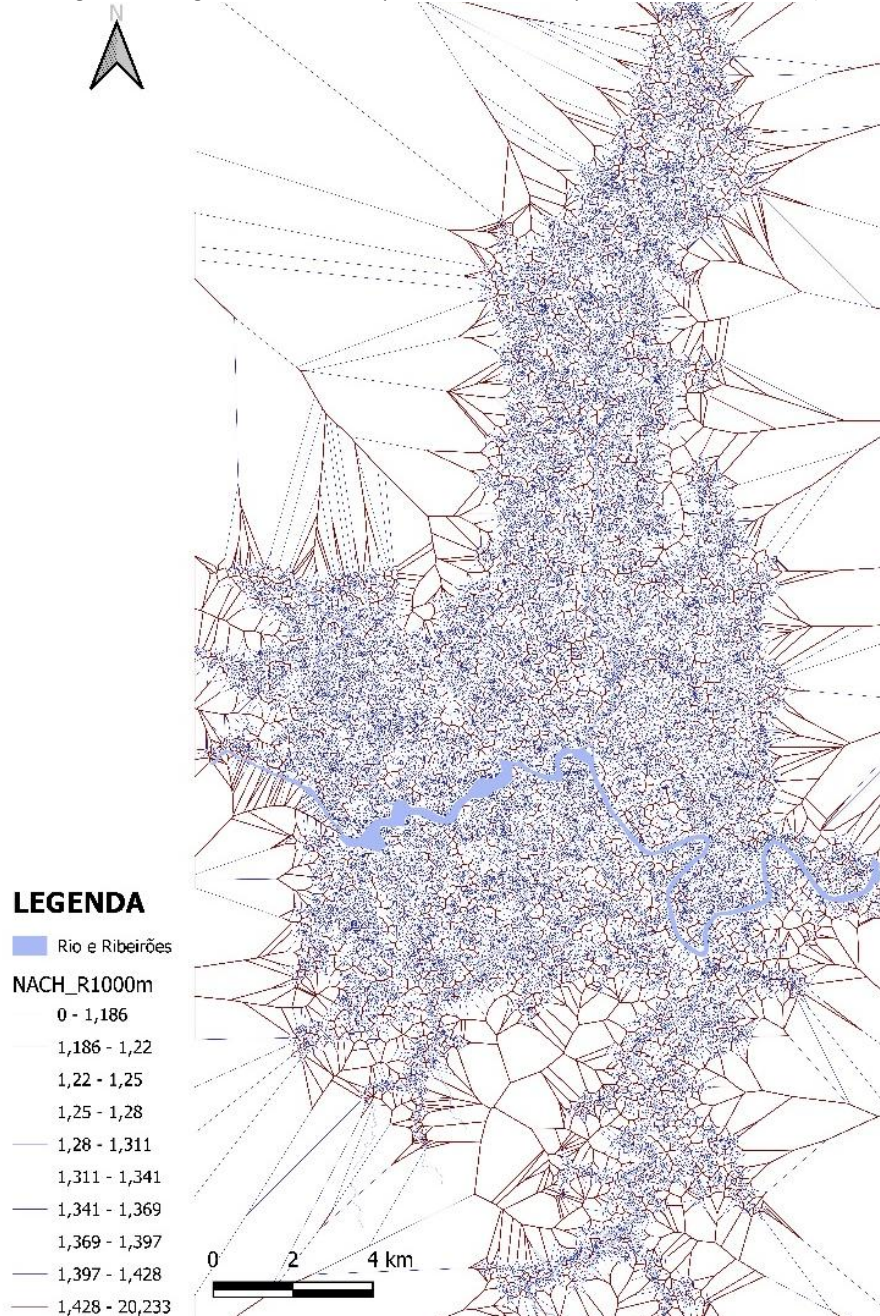 N
LEGENDA
Rio e Ribeirões
NACH_R1000m
0 - 1,186
1,186 - 1,22
1,22 - 1,25
1,25 - 1,28
1,28 - 1,311
1,311 - 1,341
1,341 - 1,369
1,369 - 1,397
1,397 - 1,428
1,428 - 20,233
0 2 4 km